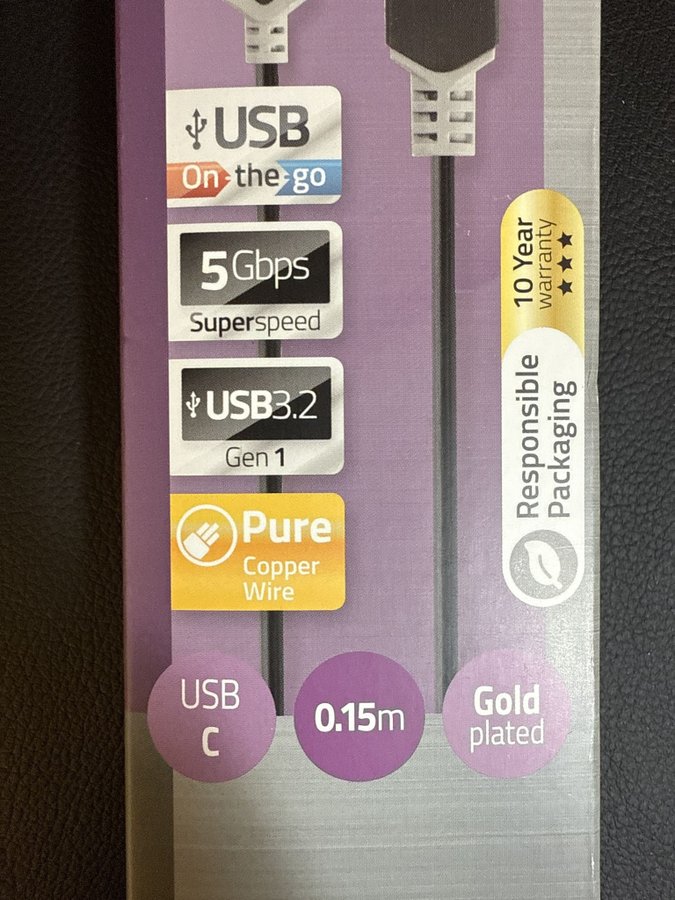 USB
On-the-go
5Gbps
Superspeed
USB3.2
Gen 1
Pure
Copper
Wire
10 Year
warranty
Responsible
Packaging
USB
C
0.15m
Gold
plated